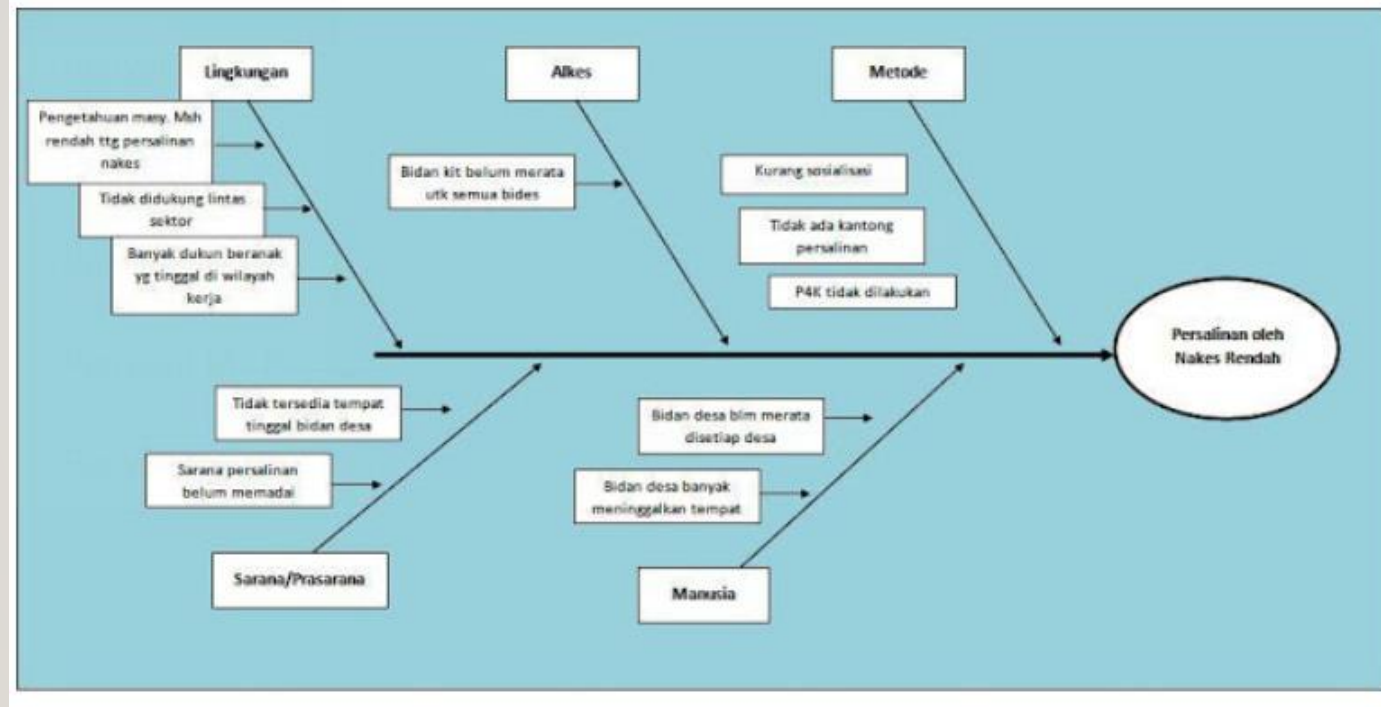 Lingkungan
Alkes
Metode
Pengetahuan masy. Msh
rendah ttg persalinan
nakes
Tidak didukung lintas
sektor
Banyak dukun beranak
yg tinggal di wilayah
kerja
Bidan kit belum merata
utk semua bides
Kurang sosialisasi
Tidak ada kantong
persalinan
P4K tidak dilakukan
Persalinan oleh
Nakes Rendah
Tidak tersedia tempat
tinggal bidan desa
Sarana persalinan
belum memadai
Bidan desa blm merata
disetiap desa
Bidan desa banyak
meninggalkan tempat
Sarana/Prasarana
Manusia